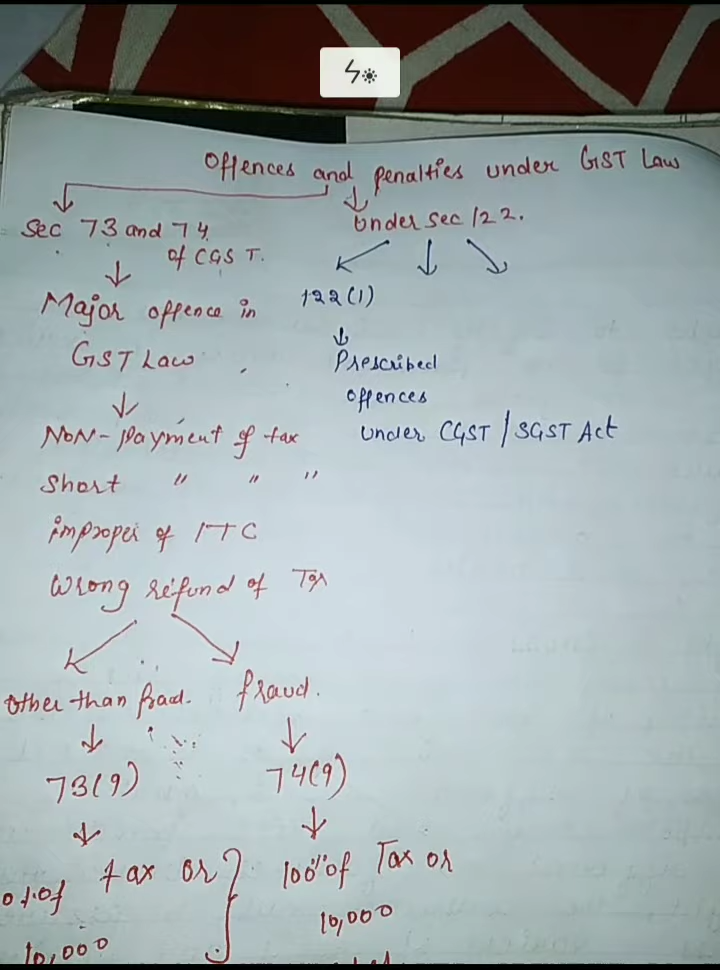 Offences and penalties under GST Law
Sec 73 and 74
of CGS T.
Major offence in
GST Law
Non-payment of tax
Short " " "
improper of ITC
Wrong refund of Tax
other than frad.
73(9)
tax or
10,000
fraud.
74(9)
100% of Tax or
10,000
Under sec 122.
122(1)
Prescribed
offences
under CGST / SGST Act